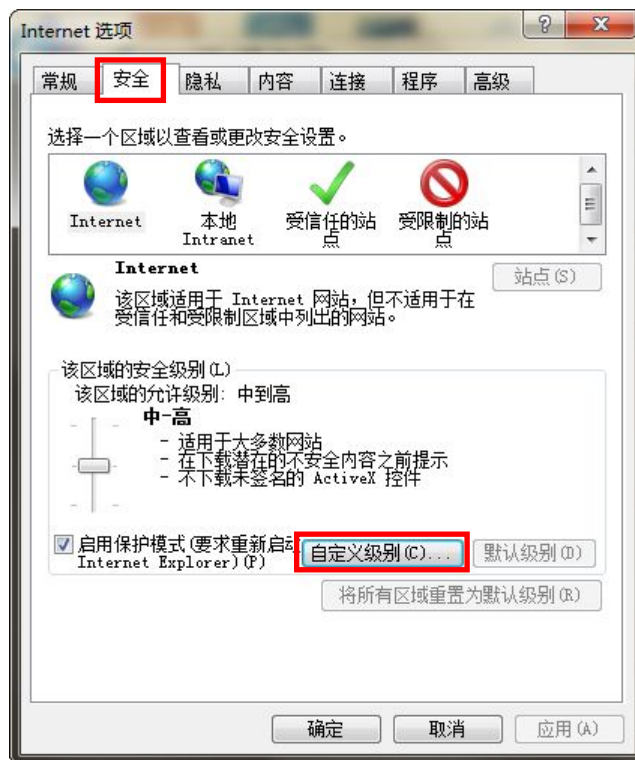 Internet 选项
常规 安全 隐私 内容 连接 程序 高级
选择一个区域以查看或更改安全设置。
Internet 本地 受信任的站 受限制的站
Intranet 点 点
Internet
站点(S)
该区域适用于 Internet 网站，但不适用于在
受信任和受限制区域中列出的网站。
该区域的安全级别(L)
该区域的允许级别: 中到高
中-高
- 适用于大多数网站
- 在下载潜在的不安全内容之前提示
- 不下载未签名的 ActiveX 控件
启用保护模式(要求重新启动 自定义级别(C)... 默认级别(D)
Internet Explorer)(P)
将所有区域重置为默认级别(R)
确定 取消 应用(A)